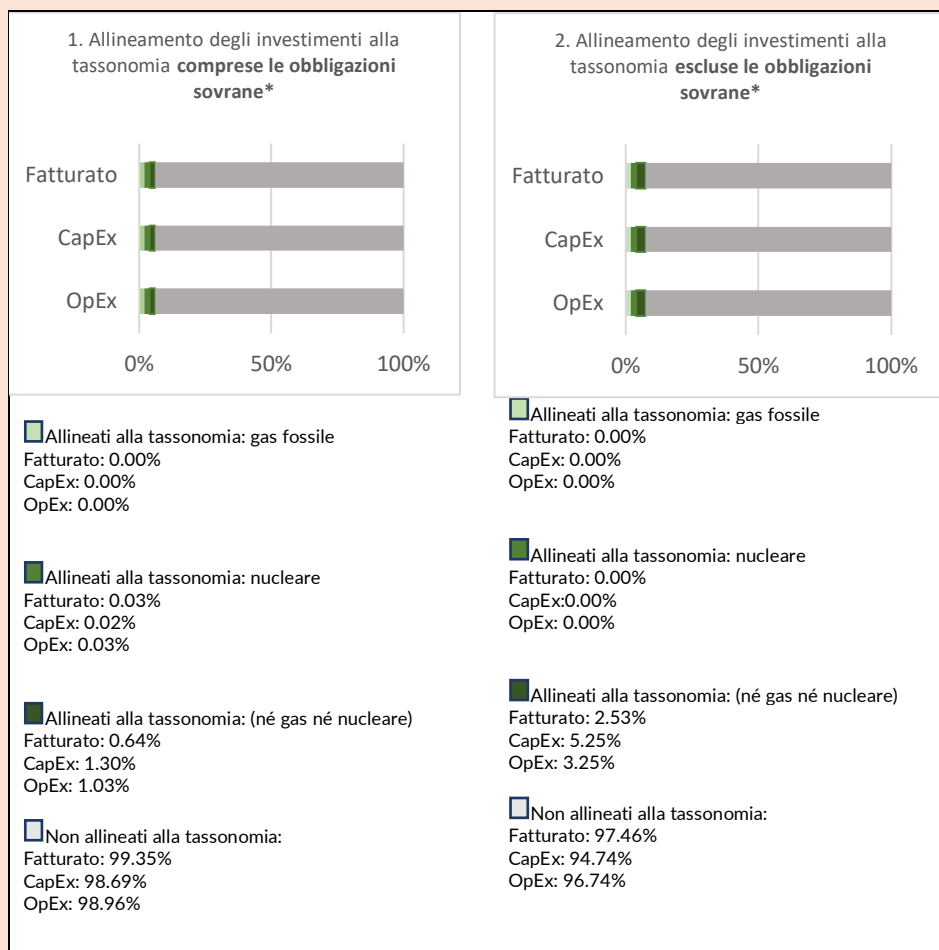 1. Allineamento degli investimenti alla
tassonomia comprese le obbligazioni
sovrane*
Fatturato
CapEx
OpEx
0% 50% 100%
2. Allineamento degli investimenti alla
tassonomia escluse le obbligazioni
sovrane*
Fatturato
CapEx
OpEx
0% 50% 100%
Allineati alla tassonomia: gas fossile
Fatturato: 0.00%
CapEx: 0.00%
OpEx: 0.00%
Allineati alla tassonomia: nucleare
Fatturato: 0.03%
CapEx: 0.02%
OpEx: 0.03%
Allineati alla tassonomia: (né gas né nucleare)
Fatturato: 0.64%
CapEx: 1.30%
OpEx: 1.03%
Non allineati alla tassonomia:
Fatturato: 99.35%
CapEx: 98.69%
OpEx: 98.96%
Allineati alla tassonomia: gas fossile
Fatturato: 0.00%
CapEx: 0.00%
OpEx: 0.00%
Allineati alla tassonomia: nucleare
Fatturato: 0.00%
CapEx:0.00%
OpEx: 0.00%
Allineati alla tassonomia: (né gas né nucleare)
Fatturato: 2.53%
CapEx: 5.25%
OpEx: 3.25%
Non allineati alla tassonomia:
Fatturato: 97.46%
CapEx: 94.74%
OpEx: 96.74%